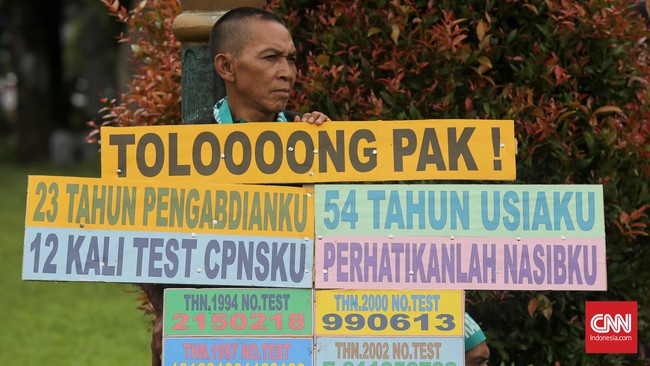 TOLOOOONG PAK !
23 TAHUN PENGABDIANKU
12 KALI TEST CPNSKU
54 TAHUN USIAKU
PERHATIKANLAH NASIBKU
THN.1994 NO.TEST
2150218
THN.2000 NO.TEST
990613
THN.1997 NO.TEST
THN.2002 NO.TEST
CNN
Indonesia.com